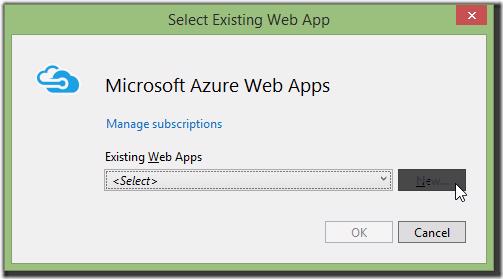 Select Existing Web App
Microsoft Azure Web Apps
Manage subscriptions
Existing Web Apps
<Select>
New...
OK
Cancel